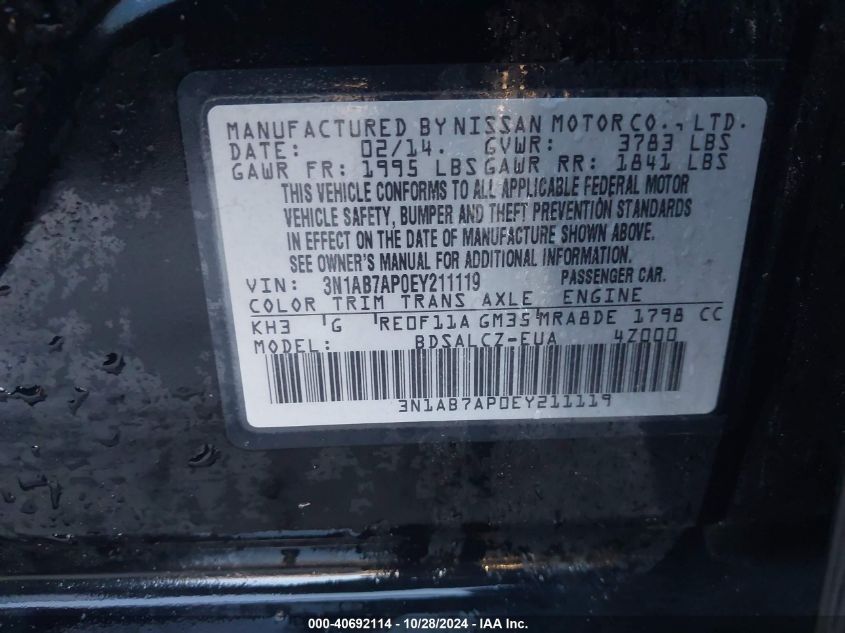 MANUFACTURED BY NISSAN MOTOR CO., LTD.
DATE: 02/14. GVWR: 3783 LBS
GAWR FR: 1995 LBS GAWR RR: 1841 LBS
THIS VEHICLE CONFORMS TO ALL APPLICABLE FEDERAL MOTOR
VEHICLE SAFETY, BUMPER AND THEFT PREVENTION STANDARDS
IN EFFECT ON THE DATE OF MANUFACTURE SHOWN ABOVE.
SEE OWNER'S MANUAL FOR ADDITIONAL INFORMATION.
VIN: 3N1AB7AP0EY211119 PASSENGER CAR.
COLOR TRIM TRANS AXLE ENGINE
KH3 G RE0F11A GM35 MRA8DE 1798 CC
MODEL: BDSALCZ-EUA 4Z000
3N1AB7AP0EY211119
000-40692114 - 10/28/2024 - IAA Inc.